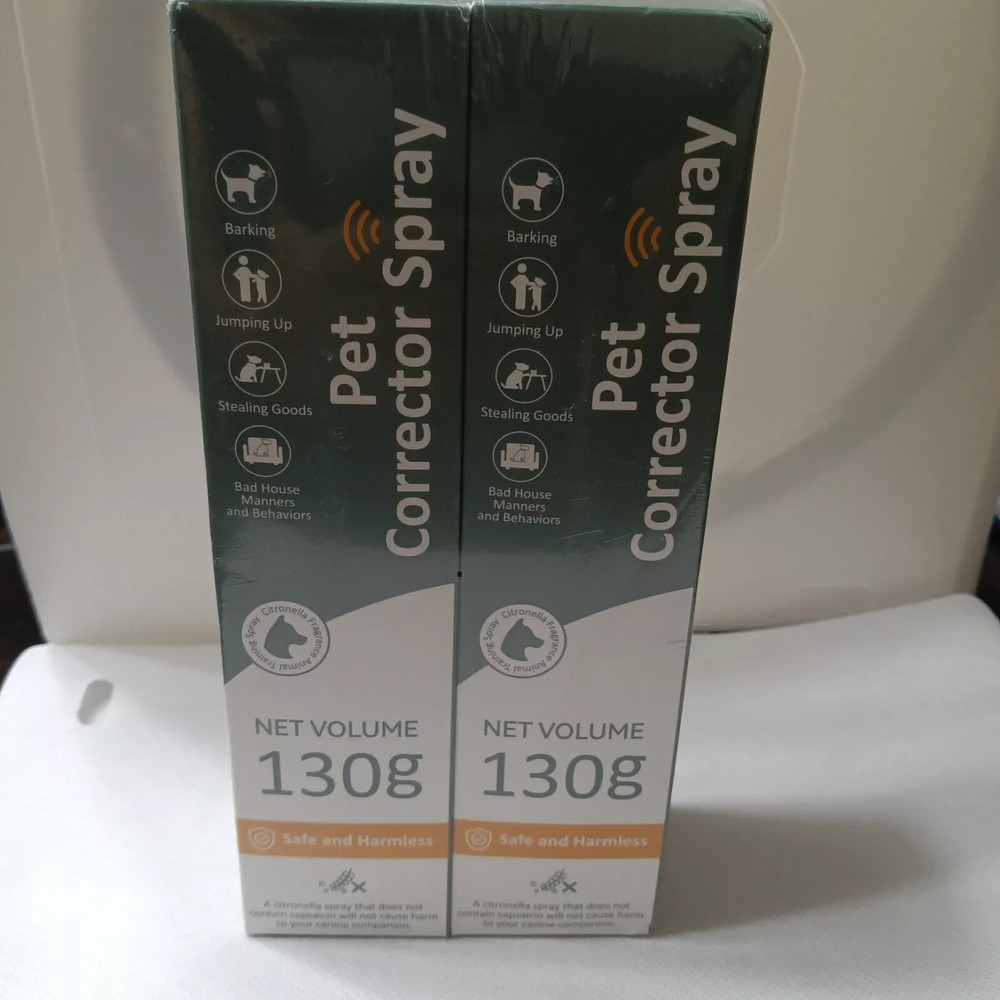 Barking
Jumping Up
Stealing Goods
Bad House
Manners
and Behaviors
Pet
Corrector Spray
Citronella Fragrance Animal Training Spray
NET VOLUME
130g
Safe and Harmless
A citronella spray that does not
contain capsaicin will not cause harm
to your canine companion.
Barking
Jumping Up
Stealing Goods
Bad House
Manners
and Behaviors
Pet
Corrector Spray
Citronella Fragrance Animal Training Spray
NET VOLUME
130g
Safe and Harmless
A citronella spray that does not
contain capsaicin will not cause harm
to your canine companion.